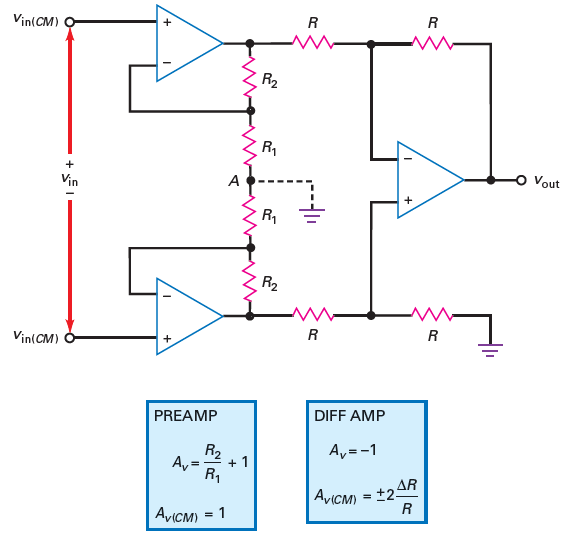 vin(CM)
R
R
+
−
R2
R1
A
+
vin
−
−
+
vout
R1
R2
−
+
vin(CM)
R
R
PREAMP
Av = R2/R1 + 1
Av(CM) = 1
DIFF AMP
Av = −1
Av(CM) = ±2 ΔR/R